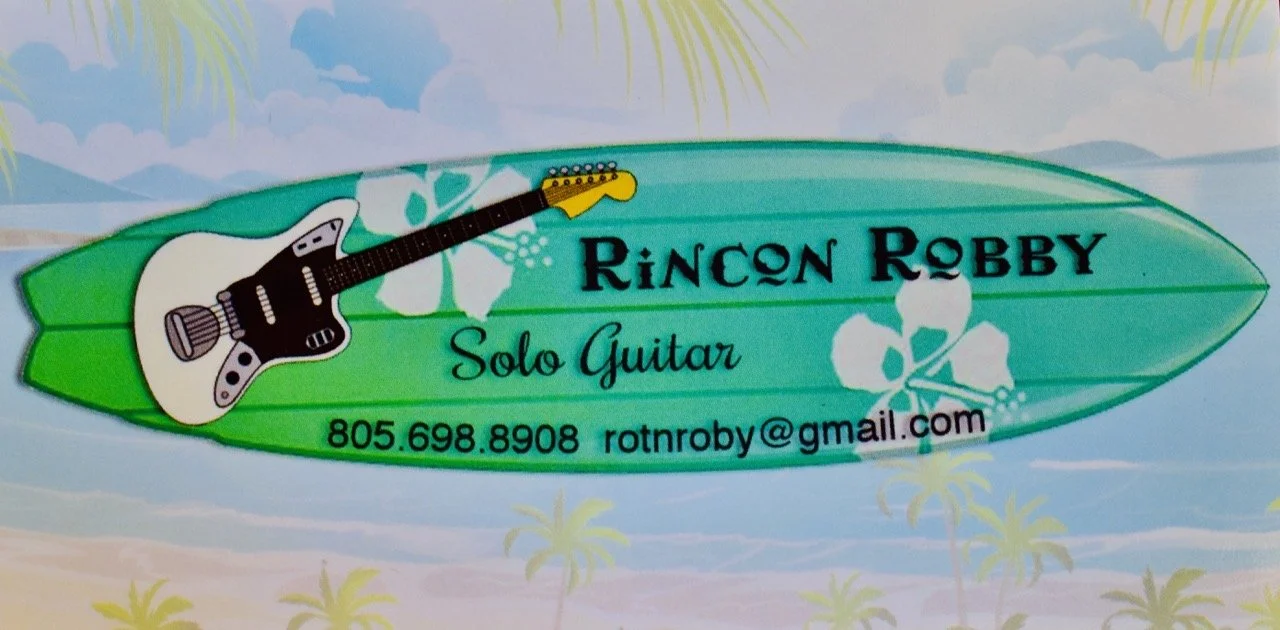 Rincon Robby
Solo Guitar
805.698.8908 rotnroby@gmail.com